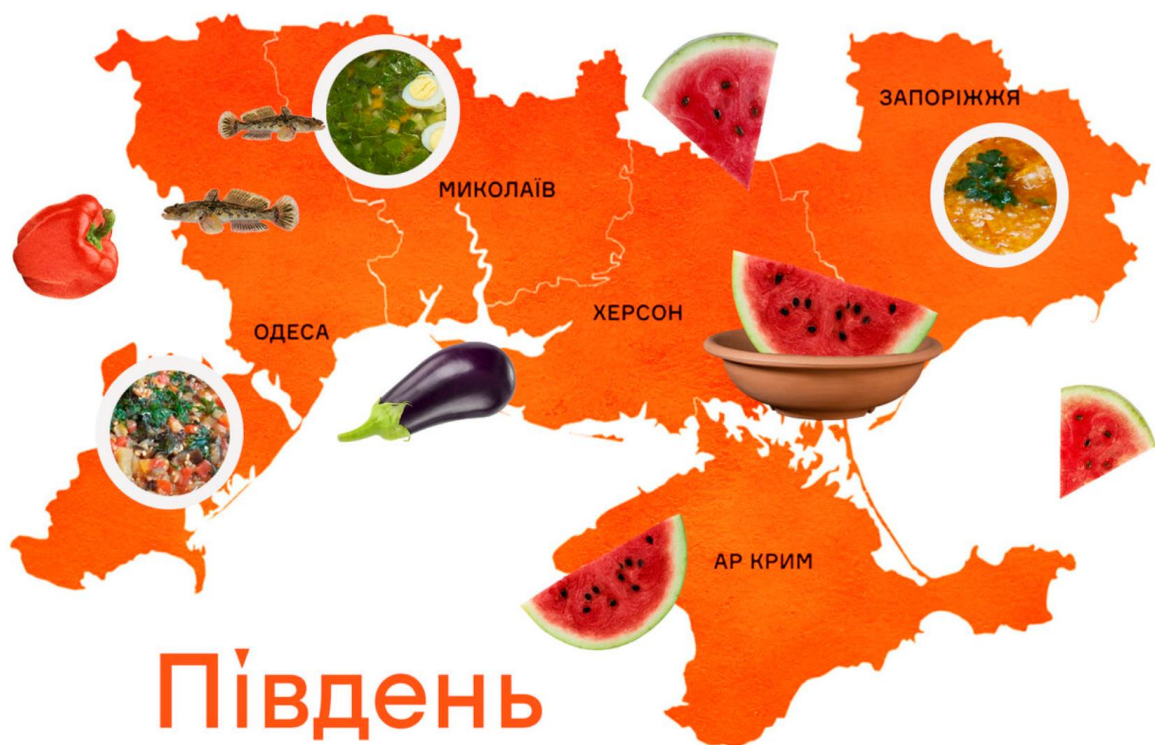 ЗАПОРІЖЖЯ
МИКОЛАЇВ
ХЕРСОН
ОДЕСА
АР КРИМ
Південь